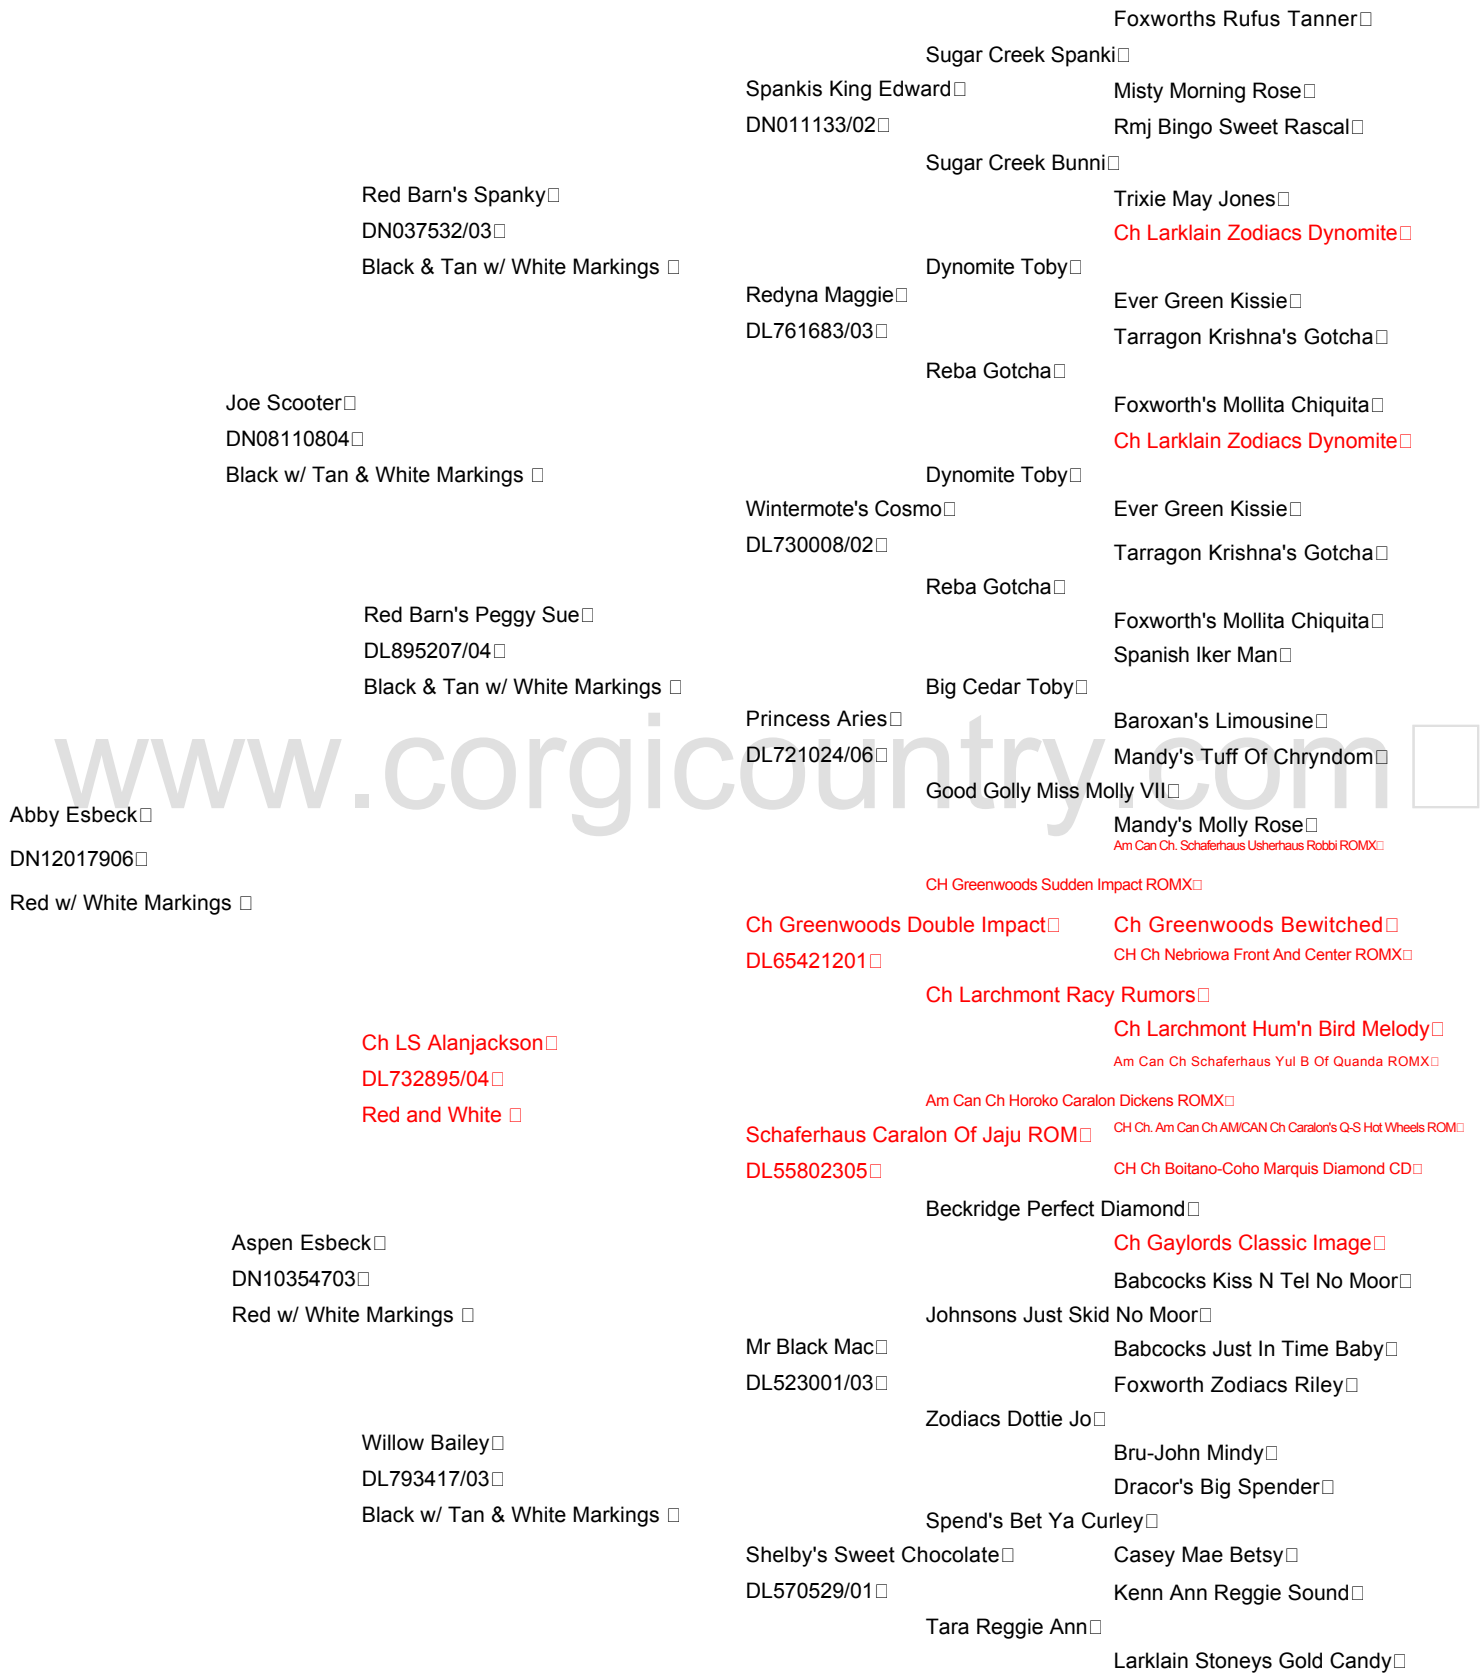 Foxworths Rufus Tanner
Sugar Creek Spanki
Spankis King Edward
Misty Morning Rose
DN011133/02
Rmj Bingo Sweet Rascal
Sugar Creek Bunni
Red Barn's Spanky
Trixie May Jones
DN037532/03
Ch Larklain Zodiacs Dynomite
Black & Tan w/ White Markings
Dynomite Toby
Redyna Maggie
Ever Green Kissie
DL761683/03
Tarragon Krishna's Gotcha
Reba Gotcha
Joe Scooter
Foxworth's Mollita Chiquita
DN08110804
Ch Larklain Zodiacs Dynomite
Black w/ Tan & White Markings
Dynomite Toby
Wintermote's Cosmo
Ever Green Kissie
DL730008/02
Tarragon Krishna's Gotcha
Reba Gotcha
Red Barn's Peggy Sue
Foxworth's Mollita Chiquita
DL895207/04
Spanish Iker Man
Black & Tan w/ White Markings
Big Cedar Toby
Princess Aries
Baroxan's Limousine
DL721024/06
Mandy's Tuff Of Chryndom
www.corgicountry.com
Good Golly Miss Molly VII
Abby Esbeck
Mandy's Molly Rose
Am Can Ch. Schaferhaus Usherhaus Robbi ROMX
DN12017906
CH Greenwoods Sudden Impact ROMX
Red w/ White Markings
Ch Greenwoods Double Impact
Ch Greenwoods Bewitched
DL65421201
CH Ch Nebriowa Front And Center ROMX
Ch Larchmont Racy Rumors
Ch LS Alanjackson
Ch Larchmont Hum'n Bird Melody
DL732895/04
Am Can Ch Schaferhaus Yul B Of Quanda ROMX
Red and White
Am Can Ch Horoko Caralon Dickens ROMX
Schaferhaus Caralon Of Jaju ROM
CH Ch. Am Can Ch AM/CAN Ch Caralon's Q-S Hot Wheels ROM
DL55802305
CH Ch Boitano-Coho Marquis Diamond CD
Beckridge Perfect Diamond
Aspen Esbeck
Ch Gaylords Classic Image
DN10354703
Babcocks Kiss N Tel No Moor
Red w/ White Markings
Johnsons Just Skid No Moor
Mr Black Mac
Babcocks Just In Time Baby
DL523001/03
Foxworth Zodiacs Riley
Zodiacs Dottie Jo
Willow Bailey
Bru-John Mindy
DL793417/03
Dracor's Big Spender
Black w/ Tan & White Markings
Spend's Bet Ya Curley
Shelby's Sweet Chocolate
Casey Mae Betsy
DL570529/01
Kenn Ann Reggie Sound
Tara Reggie Ann
Larklain Stoneys Gold Candy